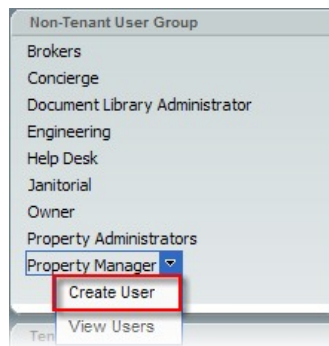 Non-Tenant User Group
Brokers
Concierge
Document Library Administrator
Engineering
Help Desk
Janitorial
Owner
Property Administrators
Property Manager
Create User
View Users
Ten